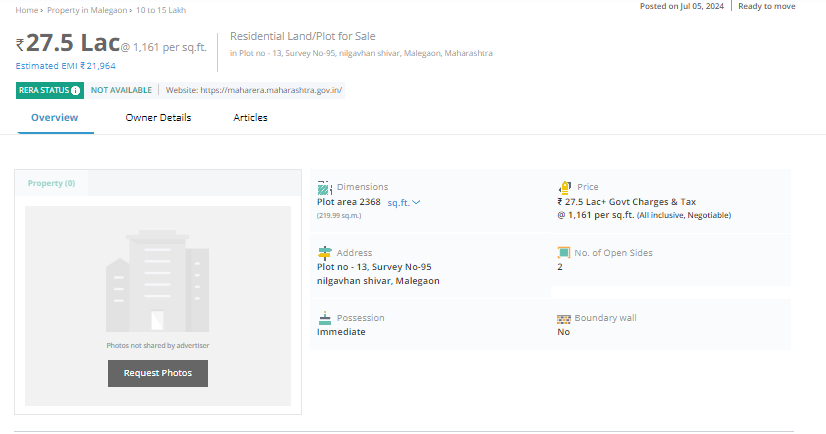 Home › Property in Malegaon › 10 to 15 Lakh
Posted on Jul 05, 2024 | Ready to move
₹27.5 Lac @ 1,161 per sq.ft.
Estimated EMI ₹ 21,964
Residential Land/Plot for Sale
in Plot no - 13, Survey No-95, nilgavhan shivar, Malegaon, Maharashtra
RERA STATUS i NOT AVAILABLE | Website: https://maharera.maharashtra.gov.in/
Overview Owner Details Articles
Property (0)
Photos not shared by advertiser
Request Photos
Dimensions
Plot area 2368 sq.ft.
(219.99 sq.m.)
Price
₹ 27.5 Lac+ Govt Charges & Tax
@ 1,161 per sq.ft. (All inclusive, Negotiable)
Address
Plot no - 13, Survey No-95
nilgavhan shivar, Malegaon
No. of Open Sides
2
Possession
Immediate
Boundary wall
No